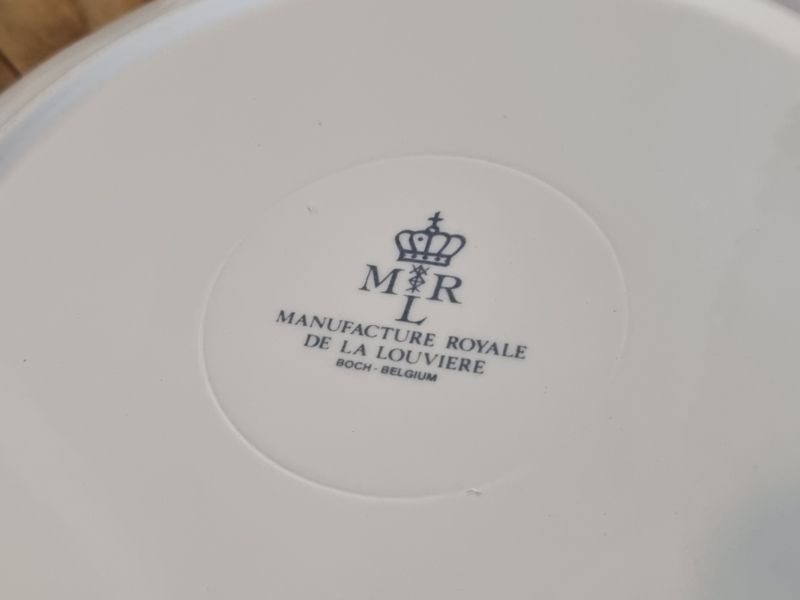 M R
L
MANUFACTURE ROYALE
DE LA LOUVIERE
BOCH - BELGIUM